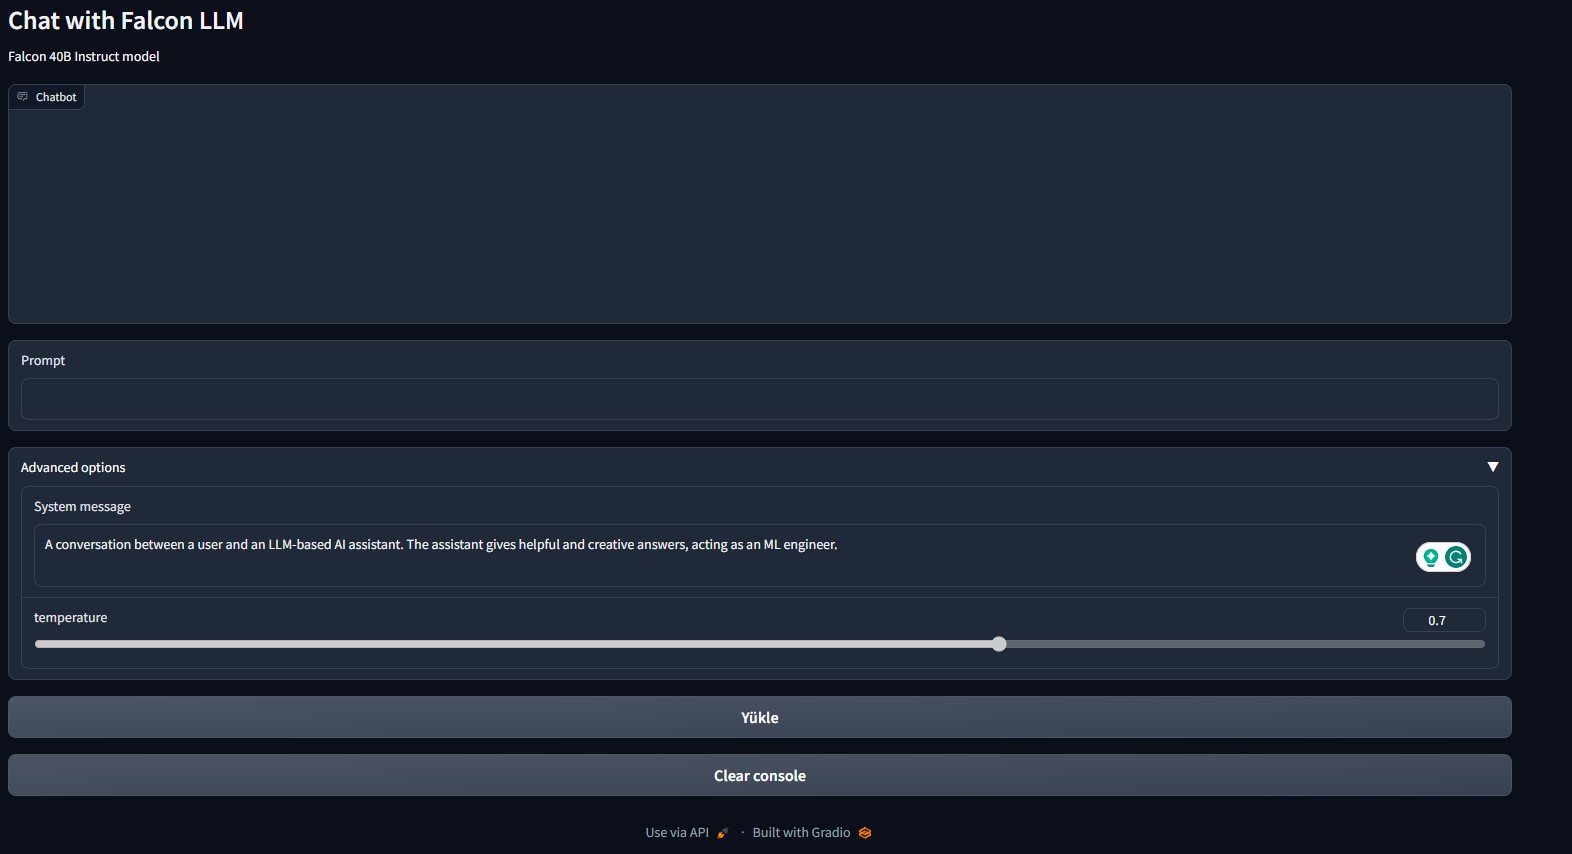 Chat with Falcon LLM
Falcon 40B Instruct model
Chatbot
Prompt
Advanced options
System message
A conversation between a user and an LLM-based AI assistant. The assistant gives helpful and creative answers, acting as an ML engineer.
temperature
0.7
Yükle
Clear console
Use via API · Built with Gradio